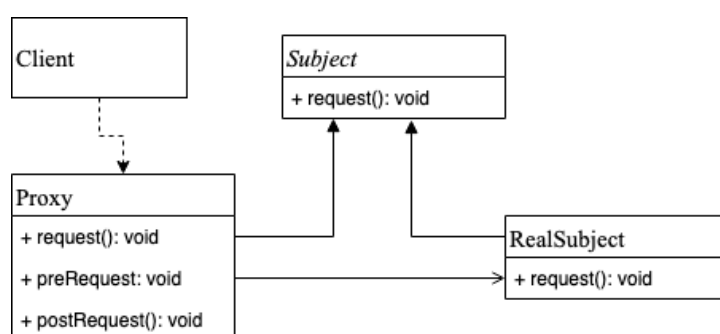 Client
Subject
+ request(): void
Proxy
+ request(): void
+ preRequest: void
+ postRequest(): void
RealSubject
+ request(): void